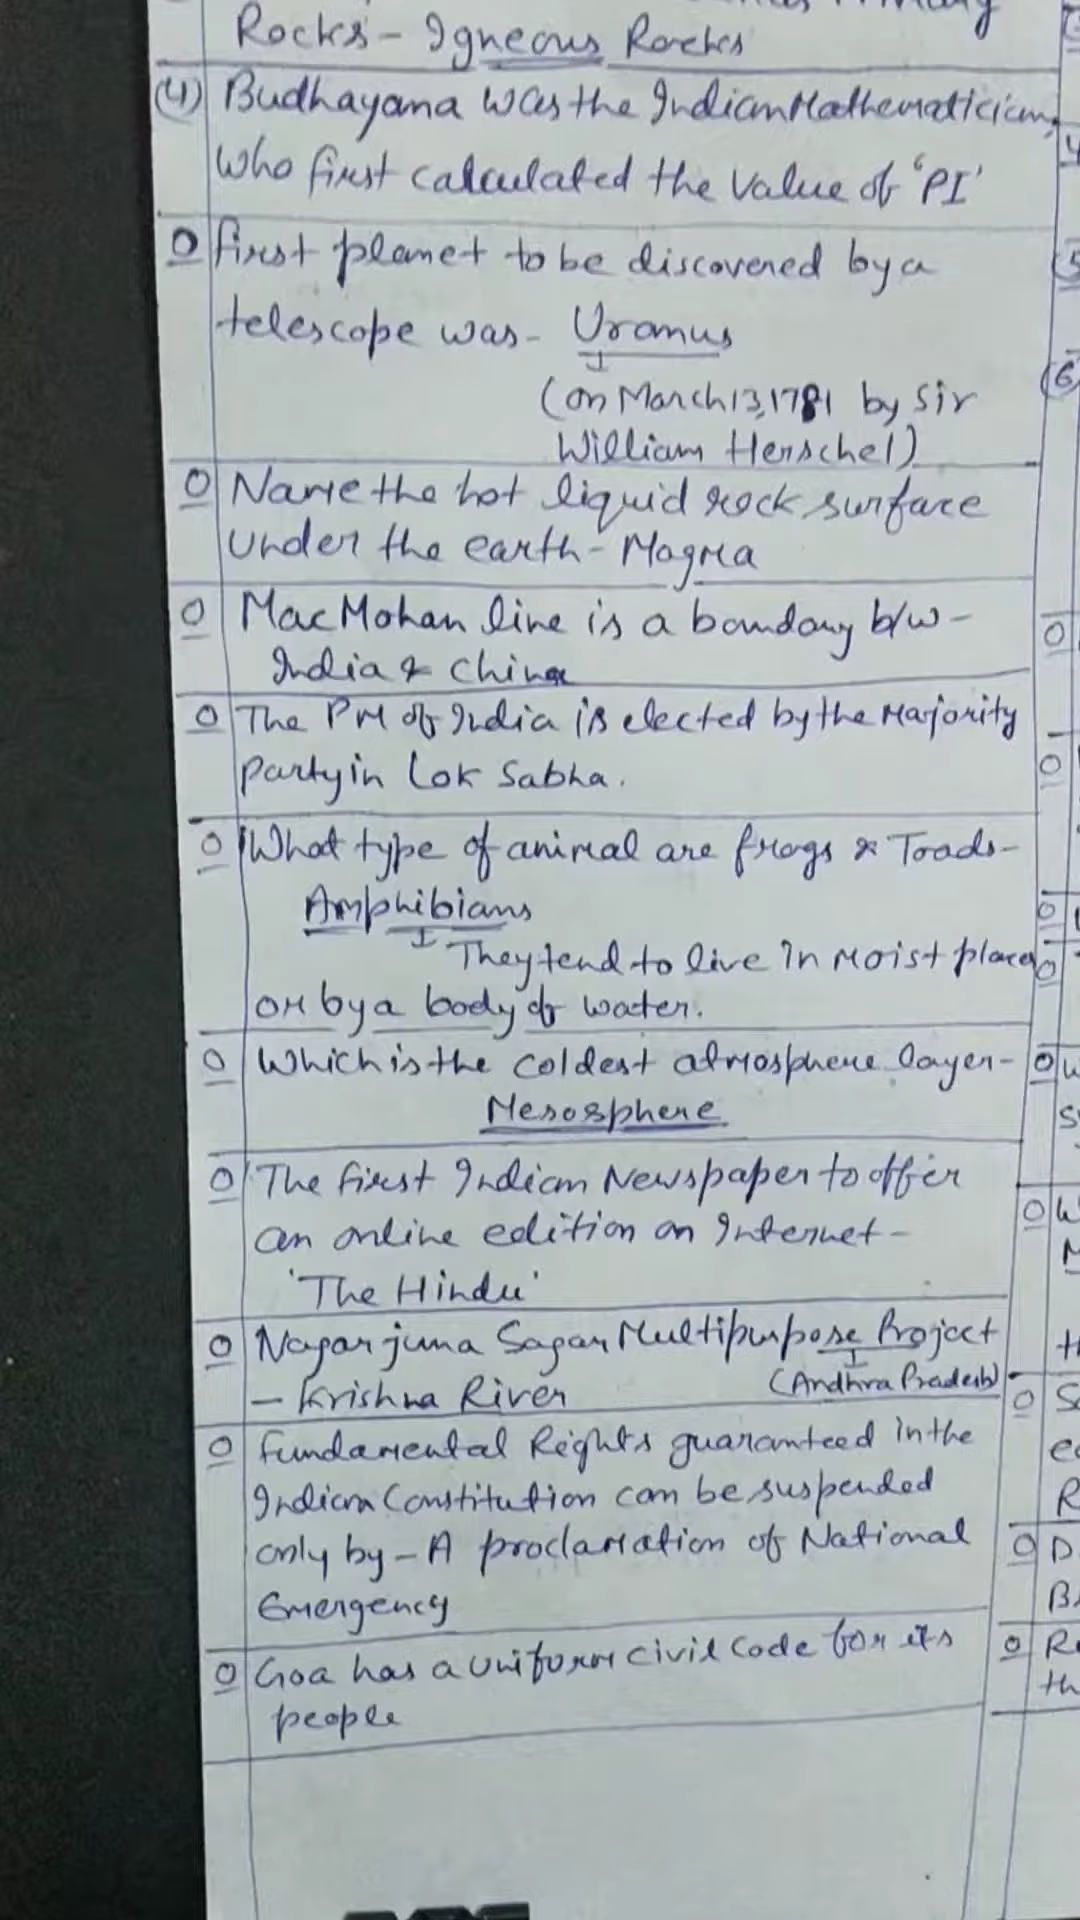 Primary
Rocks - Igneous Rocks
(4) Budhayana was the Indian Mathematician,
who first calculated the value of 'PI'
O first planet to be discovered by a
telescope was - Uranus
(on March 13, 1781 by Sir
William Herschel)
O Name the hot liquid rock surface
under the earth - Magma
O MacMohan line is a boundary b/w -
India & China
O The PM of India is elected by the Majority
party in Lok Sabha.
O What type of animal are frogs & Toads -
Amphibians
They tend to live in moist places
or by a body of water.
O Which is the coldest atmosphere layer -
Mesosphere
O The first Indian Newspaper to offer
an online edition on Internet -
'The Hindu'
O Nagarjuna Sagar Multipurpose Project
- Krishna River (Andhra Pradesh)
O Fundamental Rights guaranteed in the
Indian Constitution can be suspended
only by - A proclamation of National
Emergency
O Goa has a uniform civil Code for its
people